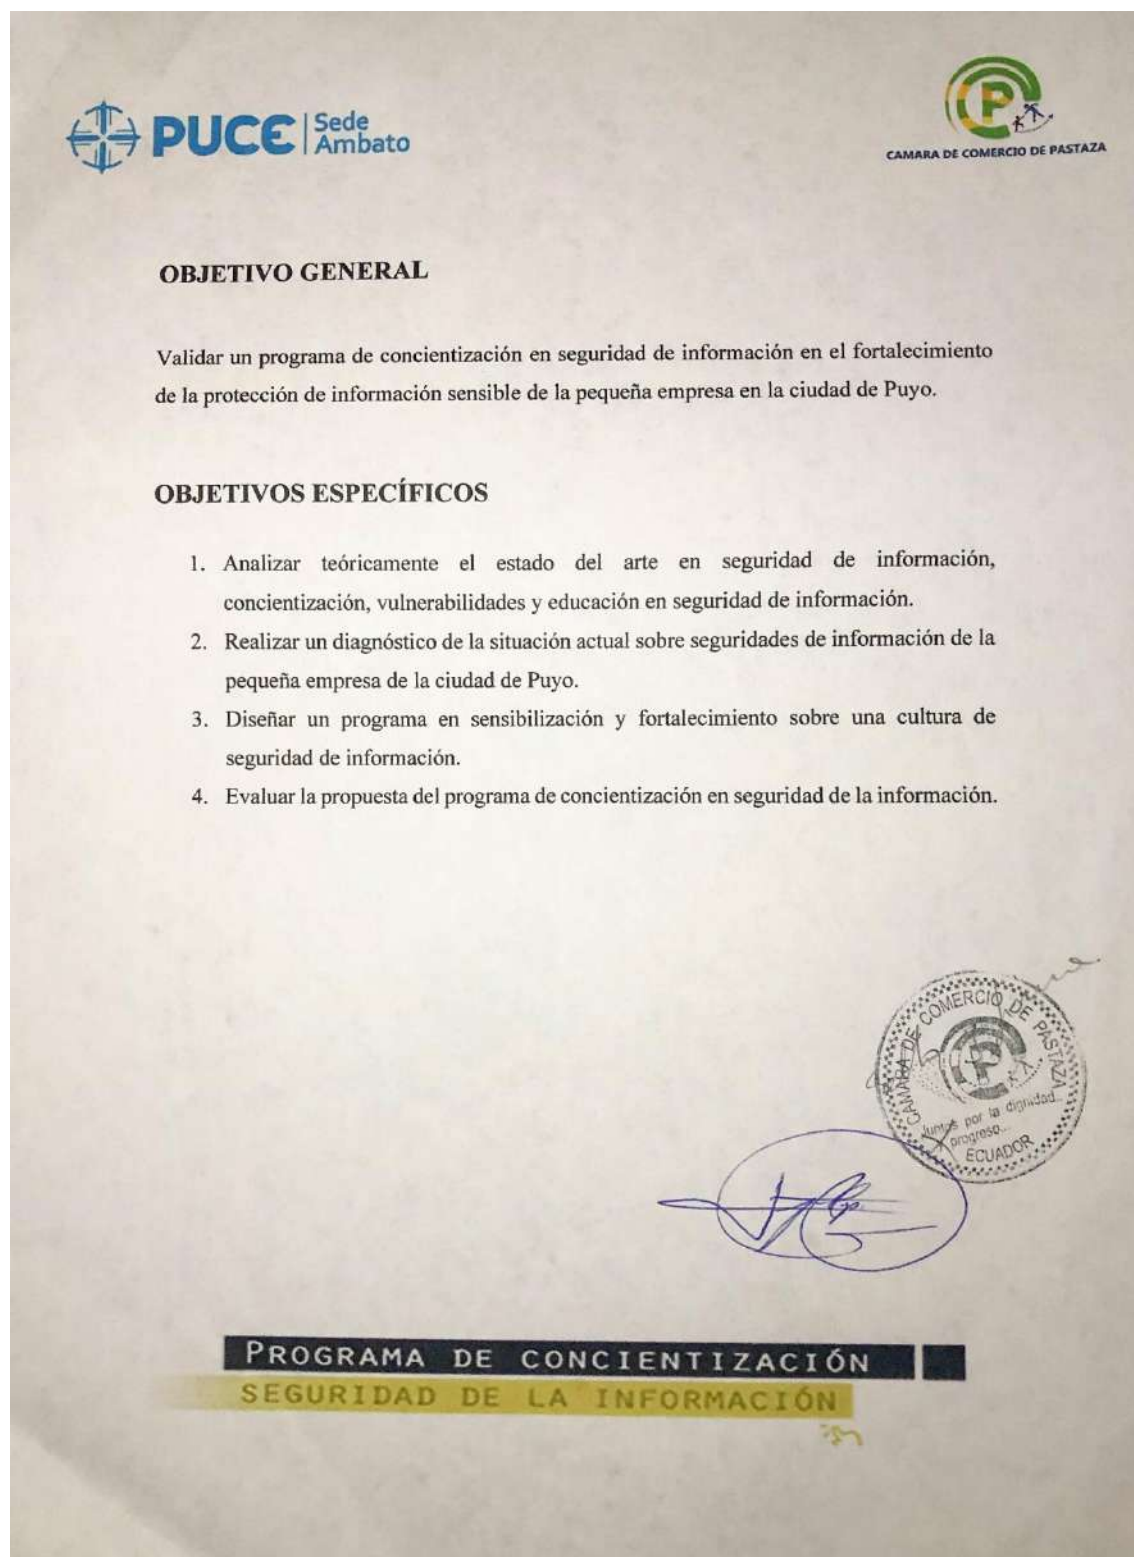 PUCE Sede
Ambato
CAMARA DE COMERCIO DE PASTAZA
OBJETIVO GENERAL
Validar un programa de concientización en seguridad de información en el fortalecimiento
de la protección de información sensible de la pequeña empresa en la ciudad de Puyo.
OBJETIVOS ESPECÍFICOS
1. Analizar teóricamente el estado del arte en seguridad de información,
concientización, vulnerabilidades y educación en seguridad de información.
2. Realizar un diagnóstico de la situación actual sobre seguridades de información de la
pequeña empresa de la ciudad de Puyo.
3. Diseñar un programa en sensibilización y fortalecimiento sobre una cultura de
seguridad de información.
4. Evaluar la propuesta del programa de concientización en seguridad de la información.
CAMARA DE COMERCIO DE PASTAZA
Juntos por la dignidad...
progreso...
ECUADOR
PROGRAMA DE CONCIENTIZACIÓN
SEGURIDAD DE LA INFORMACIÓN